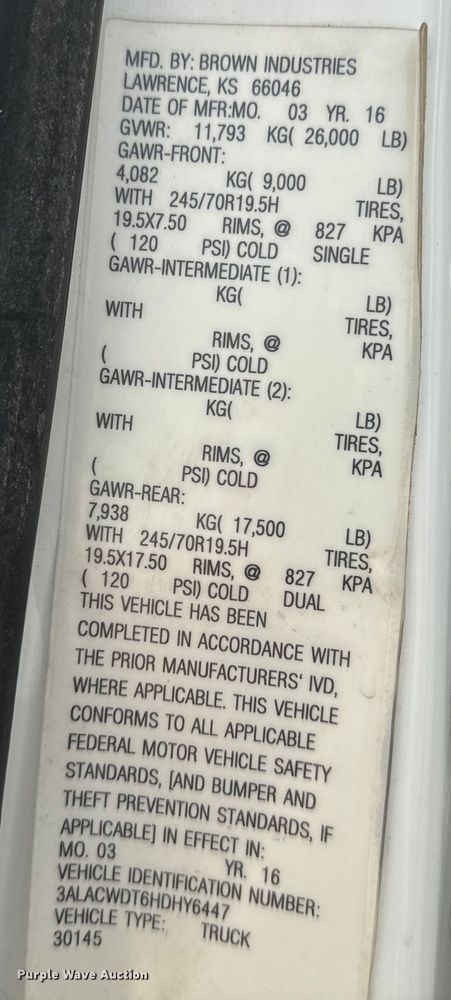 MFD. BY: BROWN INDUSTRIES
LAWRENCE, KS 66046
DATE OF MFR:MO. 03 YR. 16
GVWR: 11,793 KG( 26,000 LB)
GAWR-FRONT:
4,082 KG( 9,000 LB)
WITH 245/70R19.5H TIRES,
19.5X7.50 RIMS, @ 827 KPA
( 120 PSI) COLD SINGLE
GAWR-INTERMEDIATE (1):
KG( LB)
WITH TIRES,
RIMS, @ KPA
( PSI) COLD
GAWR-INTERMEDIATE (2):
KG( LB)
WITH TIRES,
RIMS, @ KPA
( PSI) COLD
GAWR-REAR:
7,938 KG( 17,500 LB)
WITH 245/70R19.5H TIRES,
19.5X17.50 RIMS, @ 827 KPA
( 120 PSI) COLD DUAL
THIS VEHICLE HAS BEEN
COMPLETED IN ACCORDANCE WITH
THE PRIOR MANUFACTURERS' IVD,
WHERE APPLICABLE. THIS VEHICLE
CONFORMS TO ALL APPLICABLE
FEDERAL MOTOR VEHICLE SAFETY
STANDARDS, [AND BUMPER AND
THEFT PREVENTION STANDARDS, IF
APPLICABLE] IN EFFECT IN:
MO. 03 YR. 16
VEHICLE IDENTIFICATION NUMBER:
3ALACWDT6HDHY6447
VEHICLE TYPE: TRUCK
30145
Purple Wave Auction